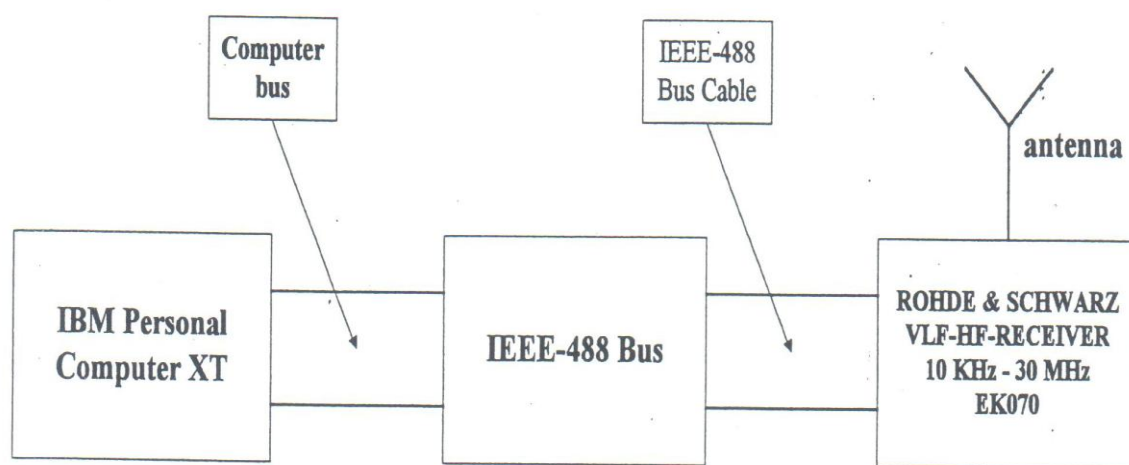 Computer
bus
IEEE-488
Bus Cable
antenna
IBM Personal
Computer XT
IEEE-488 Bus
ROHDE & SCHWARZ
VLF-HF-RECEIVER
10 KHz - 30 MHz
EK070